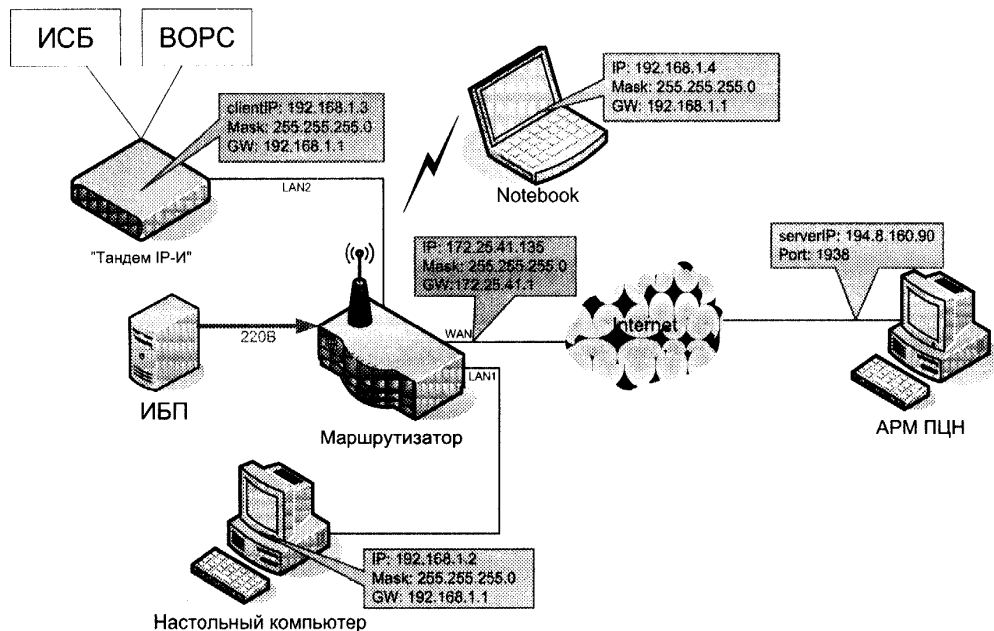 ИСБ
ВОРС
clientIP: 192.168.1.3
Mask: 255.255.255.0
GW: 192.168.1.1
LAN2
"Тандем IP-И"
IP: 192.168.1.4
Mask: 255.255.255.0
GW: 192.168.1.1
Notebook
IP: 172.25.41.135
Mask: 255.255.255.0
GW:172.25.41.1
serverIP: 194.8.160.90
Port: 1938
220В
WAN
Internet
LAN1
ИБП
Маршрутизатор
АРМ ПЦН
IP: 192.168.1.2
Mask: 255.255.255.0
GW: 192.168.1.1
Настольный компьютер